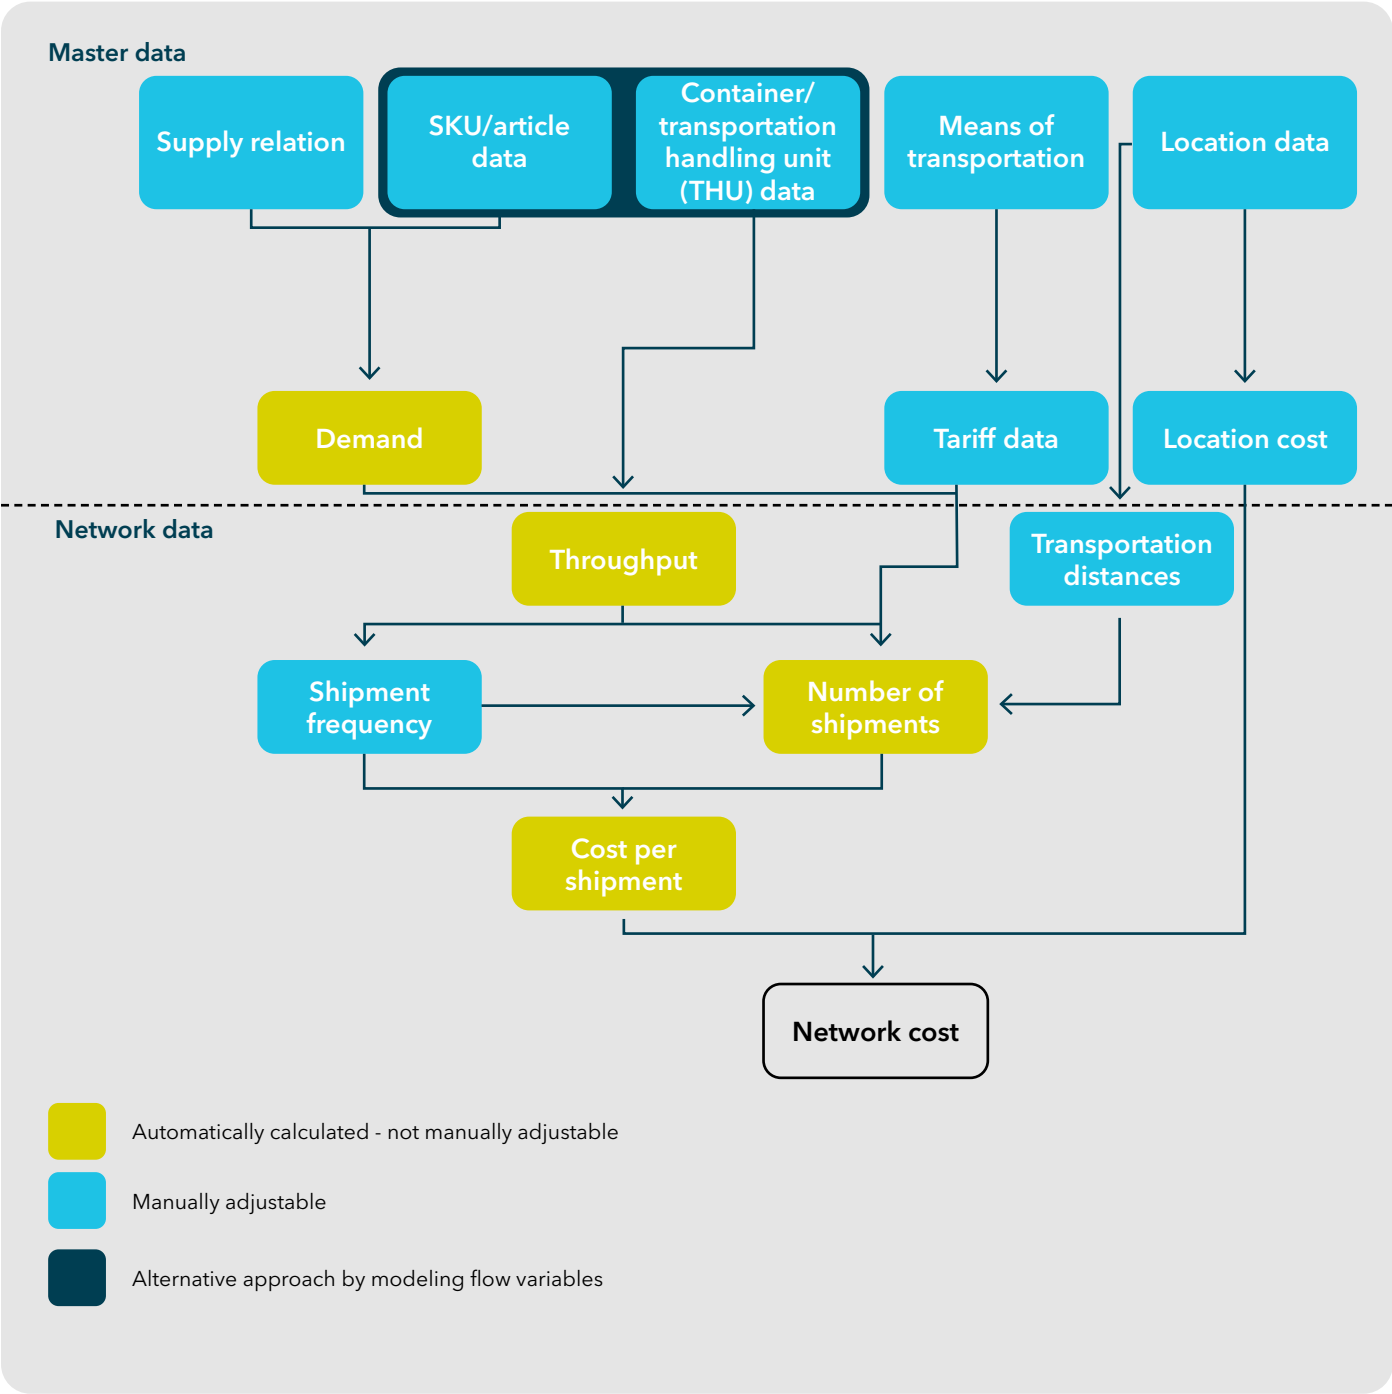 Master data
Supply relation
SKU/article
data
Container/
transportation
handling unit
(THU) data
Means of
transportation
Location data
Demand
Tariff data
Location cost
Network data
Throughput
Transportation
distances
Shipment
frequency
Number of
shipments
Cost per
shipment
Network cost
Automatically calculated - not manually adjustable
Manually adjustable
Alternative approach by modeling flow variables